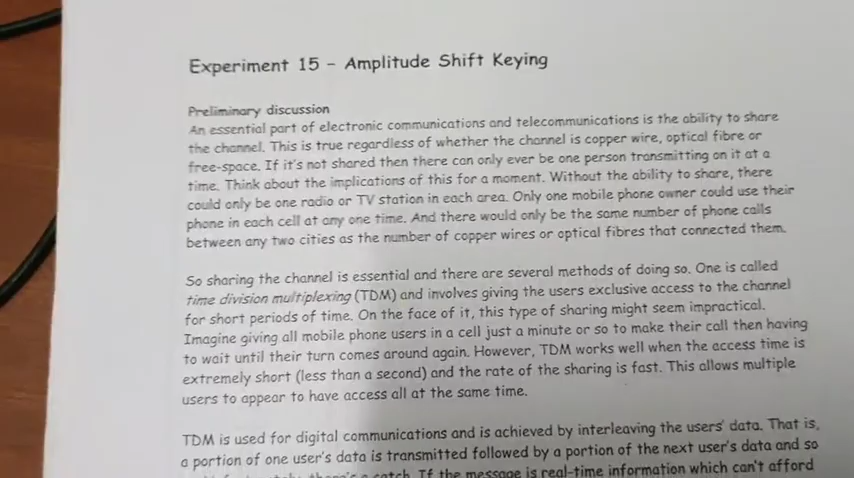 Experiment 15 – Amplitude Shift Keying
Preliminary discussion
An essential part of electronic communications and telecommunications is the ability to share
the channel. This is true regardless of whether the channel is copper wire, optical fibre or
free-space. If it's not shared then there can only ever be one person transmitting on it at a
time. Think about the implications of this for a moment. Without the ability to share, there
could only be one radio or TV station in each area. Only one mobile phone owner could use their
phone in each cell at any one time. And there would only be the same number of phone calls
between any two cities as the number of copper wires or optical fibres that connected them.
So sharing the channel is essential and there are several methods of doing so. One is called
time division multiplexing (TDM) and involves giving the users exclusive access to the channel
for short periods of time. On the face of it, this type of sharing might seem impractical.
Imagine giving all mobile phone users in a cell just a minute or so to make their call then having
to wait until their turn comes around again. However, TDM works well when the access time is
extremely short (less than a second) and the rate of the sharing is fast. This allows multiple
users to appear to have access all at the same time.
TDM is used for digital communications and is achieved by interleaving the users' data. That is,
a portion of one user's data is transmitted followed by a portion of the next user's data and so
there's a catch. If the message is real-time information which can't afford